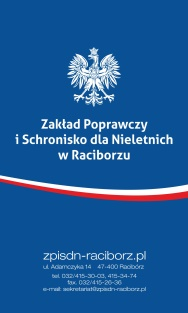 Zakład Poprawczy
i Schronisko dla Nieletnich
w Raciborzu
zpisdn-raciborz.pl
ul. Adamczyka 14 47-400 Racibórz
tel. 032/415-30-03, 415-34-74
fax. 032/415-26-36
e-mail: sekretariat@zpisdn-raciborz.pl